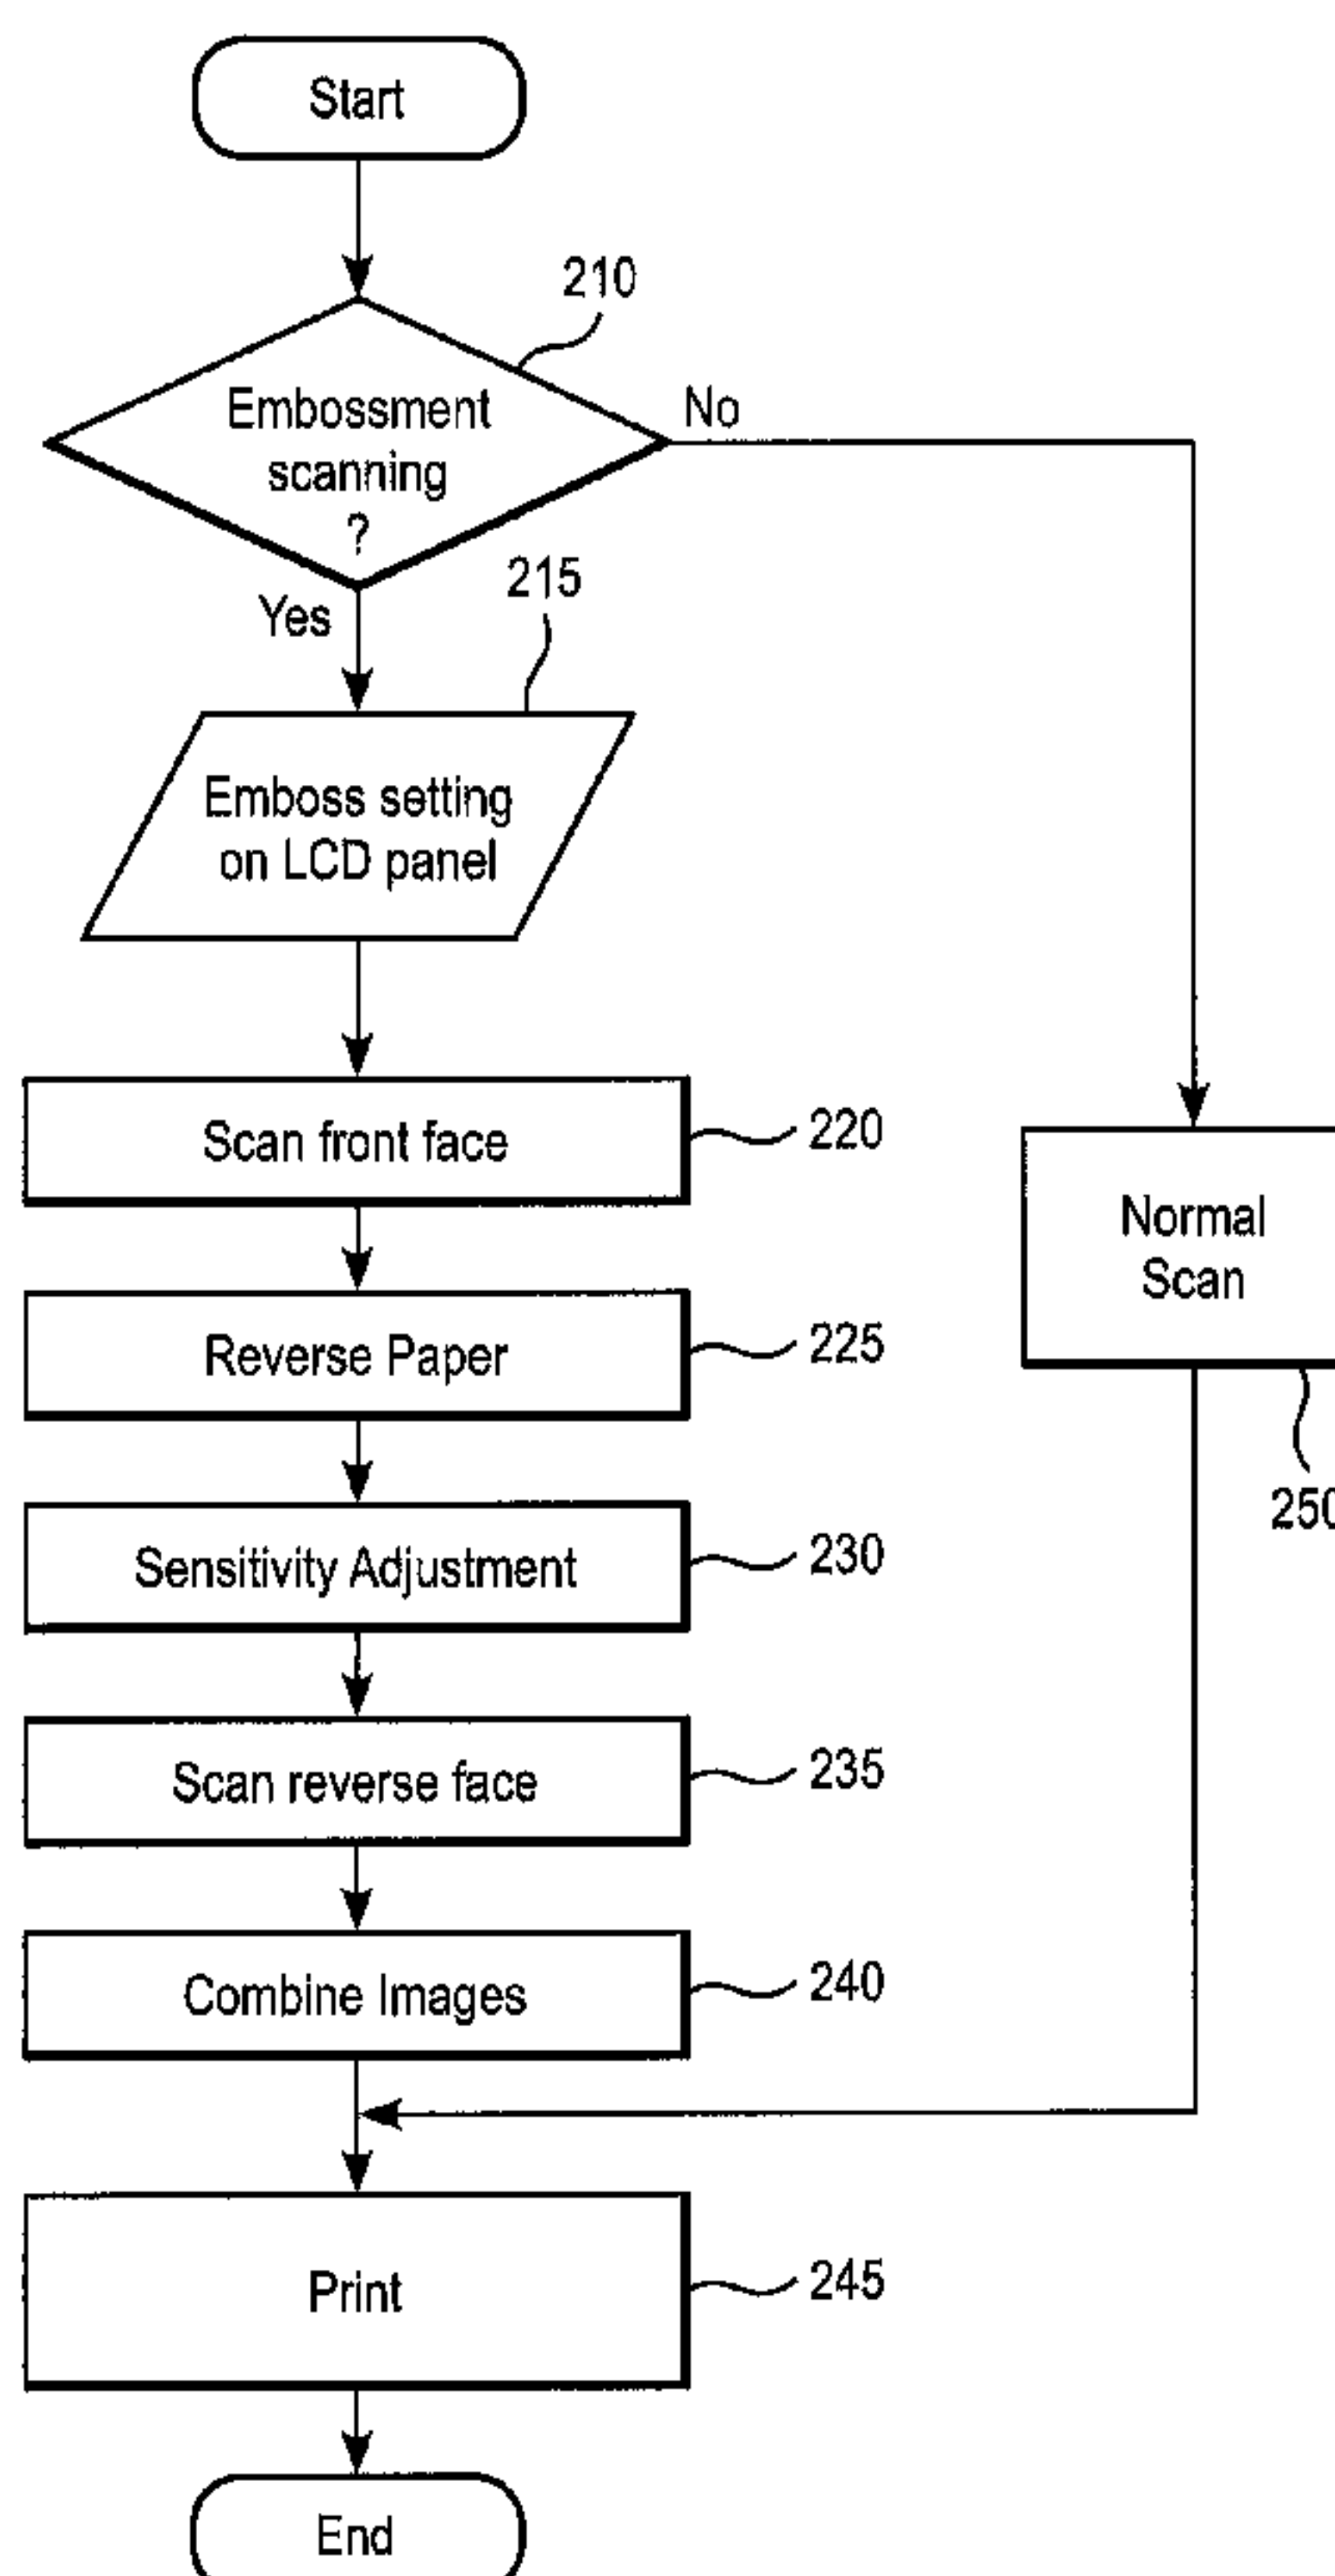 Start
210
Embossment
scanning
?
No
Yes
215
Emboss setting
on LCD panel
Scan front face
220
Normal
Scan
Reverse Paper
225
250
Sensitivity Adjustment
230
Scan reverse face
235
Combine Images
240
Print
245
End